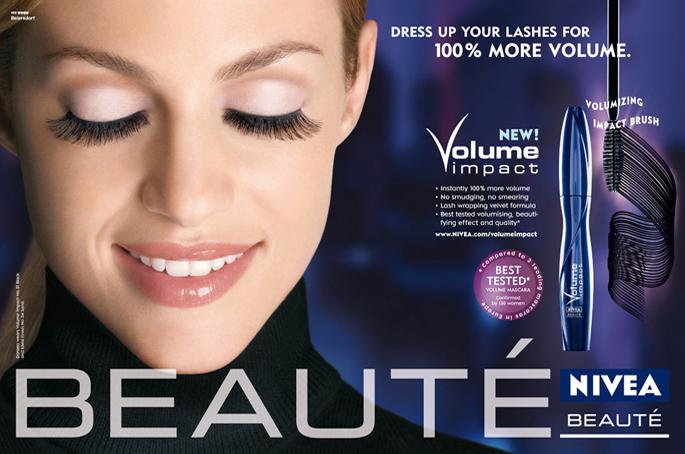 Beiersdorf
DRESS UP YOUR LASHES FOR
100% MORE VOLUME.
VOLUMIZING
IMPACT BRUSH
NEW!
Volume
impact
• Instantly 100% more volume
• No smudging, no smearing
• Lash wrapping velvet formula
• Best tested volumising, beauti-
fying effect and quality*
www.NIVEA.com/volumeimpact
* compared to 3 leading mascaras in Europe
BEST
TESTED*
VOLUME MASCARA
Confirmed
by 120 women
Volume
impact
NIVEA
BEAUTÉ
BEAUTÉ
NIVEA
BEAUTÉ